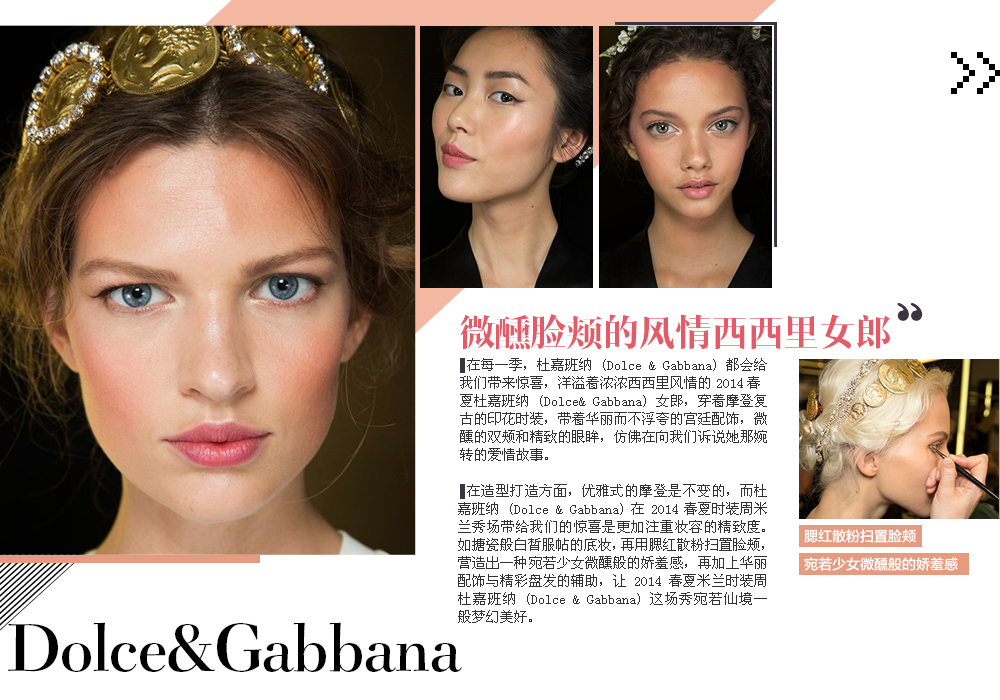 微醺脸颊的风情西西里女郎”
在每一季，杜嘉班纳 (Dolce & Gabbana) 都会给
我们带来惊喜，洋溢着浓浓西西里风情的 2014 春
夏杜嘉班纳 (Dolce& Gabbana) 女郎，穿着摩登复
古的印花时装，带着华丽而不浮夸的宫廷配饰，微
醺的双颊和精致的眼眸，仿佛在向我们诉说她那婉
转的爱情故事。
在造型打造方面，优雅式的摩登是不变的，而杜
嘉班纳 (Dolce & Gabbana) 在 2014 春夏时装周米
兰秀场带给我们的惊喜是更加注重妆容的精致度。
如搪瓷般白皙服帖的底妆，再用腮红散粉扫置脸颊，
营造出一种宛若少女微醺般的娇羞感，再加上华丽
配饰与精彩盘发的辅助，让 2014 春夏米兰时装周
杜嘉班纳 (Dolce & Gabbana) 这场秀宛若仙境一
般梦幻美好。
腮红散粉扫置脸颊
宛若少女微醺般的娇羞感
Dolce&Gabbana